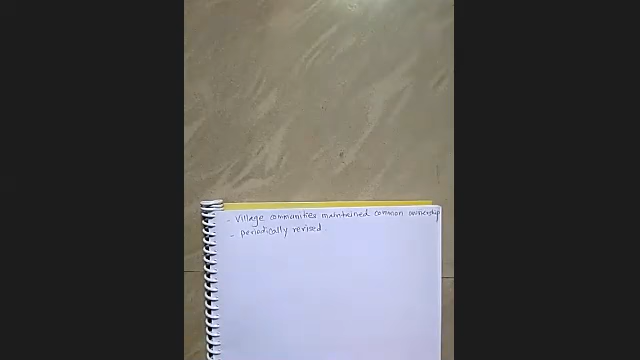 - Village communities maintained common ownership
- periodically revised.